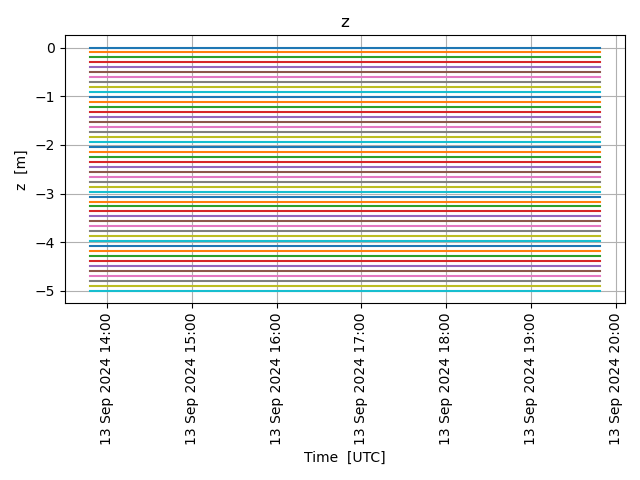 z
z [m]
0
−1
−2
−3
−4
−5
13 Sep 2024 14:00
13 Sep 2024 15:00
13 Sep 2024 16:00
13 Sep 2024 17:00
13 Sep 2024 18:00
13 Sep 2024 19:00
13 Sep 2024 20:00
Time [UTC]